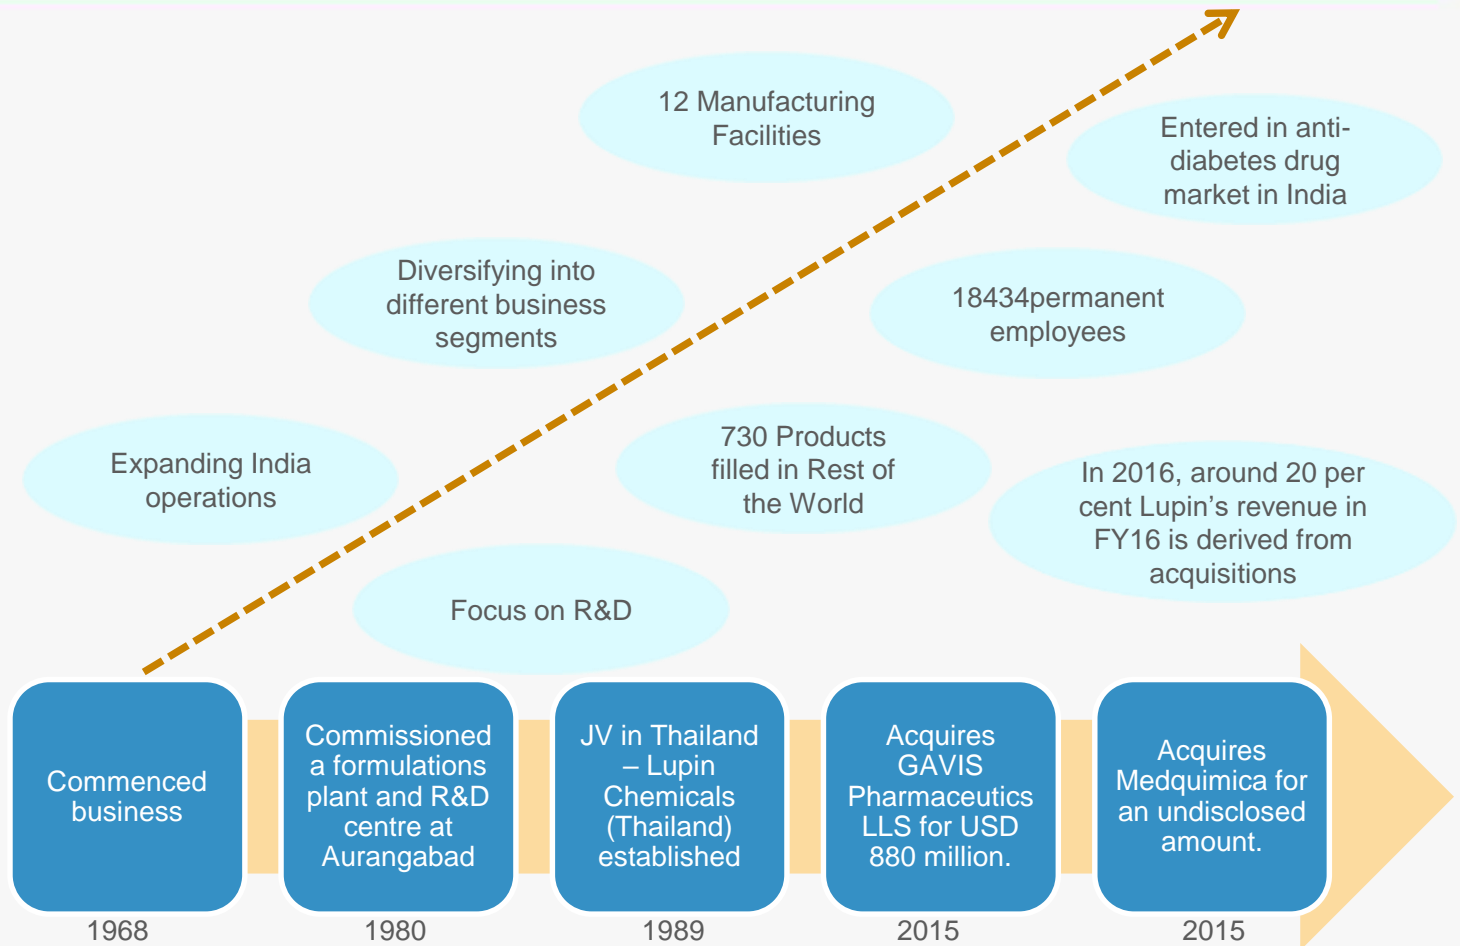 12 Manufacturing
Facilities
Entered in anti-
diabetes drug
market in India
Diversifying into
different business
segments
18434permanent
employees
730 Products
filled in Rest of
the World
Expanding India
operations
In 2016, around 20 per
cent Lupin’s revenue in
FY16 is derived from
acquisitions
Focus on R&D
Commenced
business
Commissioned
a formulations
plant and R&D
centre at
Aurangabad
JV in Thailand
– Lupin
Chemicals
(Thailand)
established
Acquires
GAVIS
Pharmaceutics
LLS for USD
880 million.
Acquires
Medquimica for
an undisclosed
amount.
1968
1980
1989
2015
2015